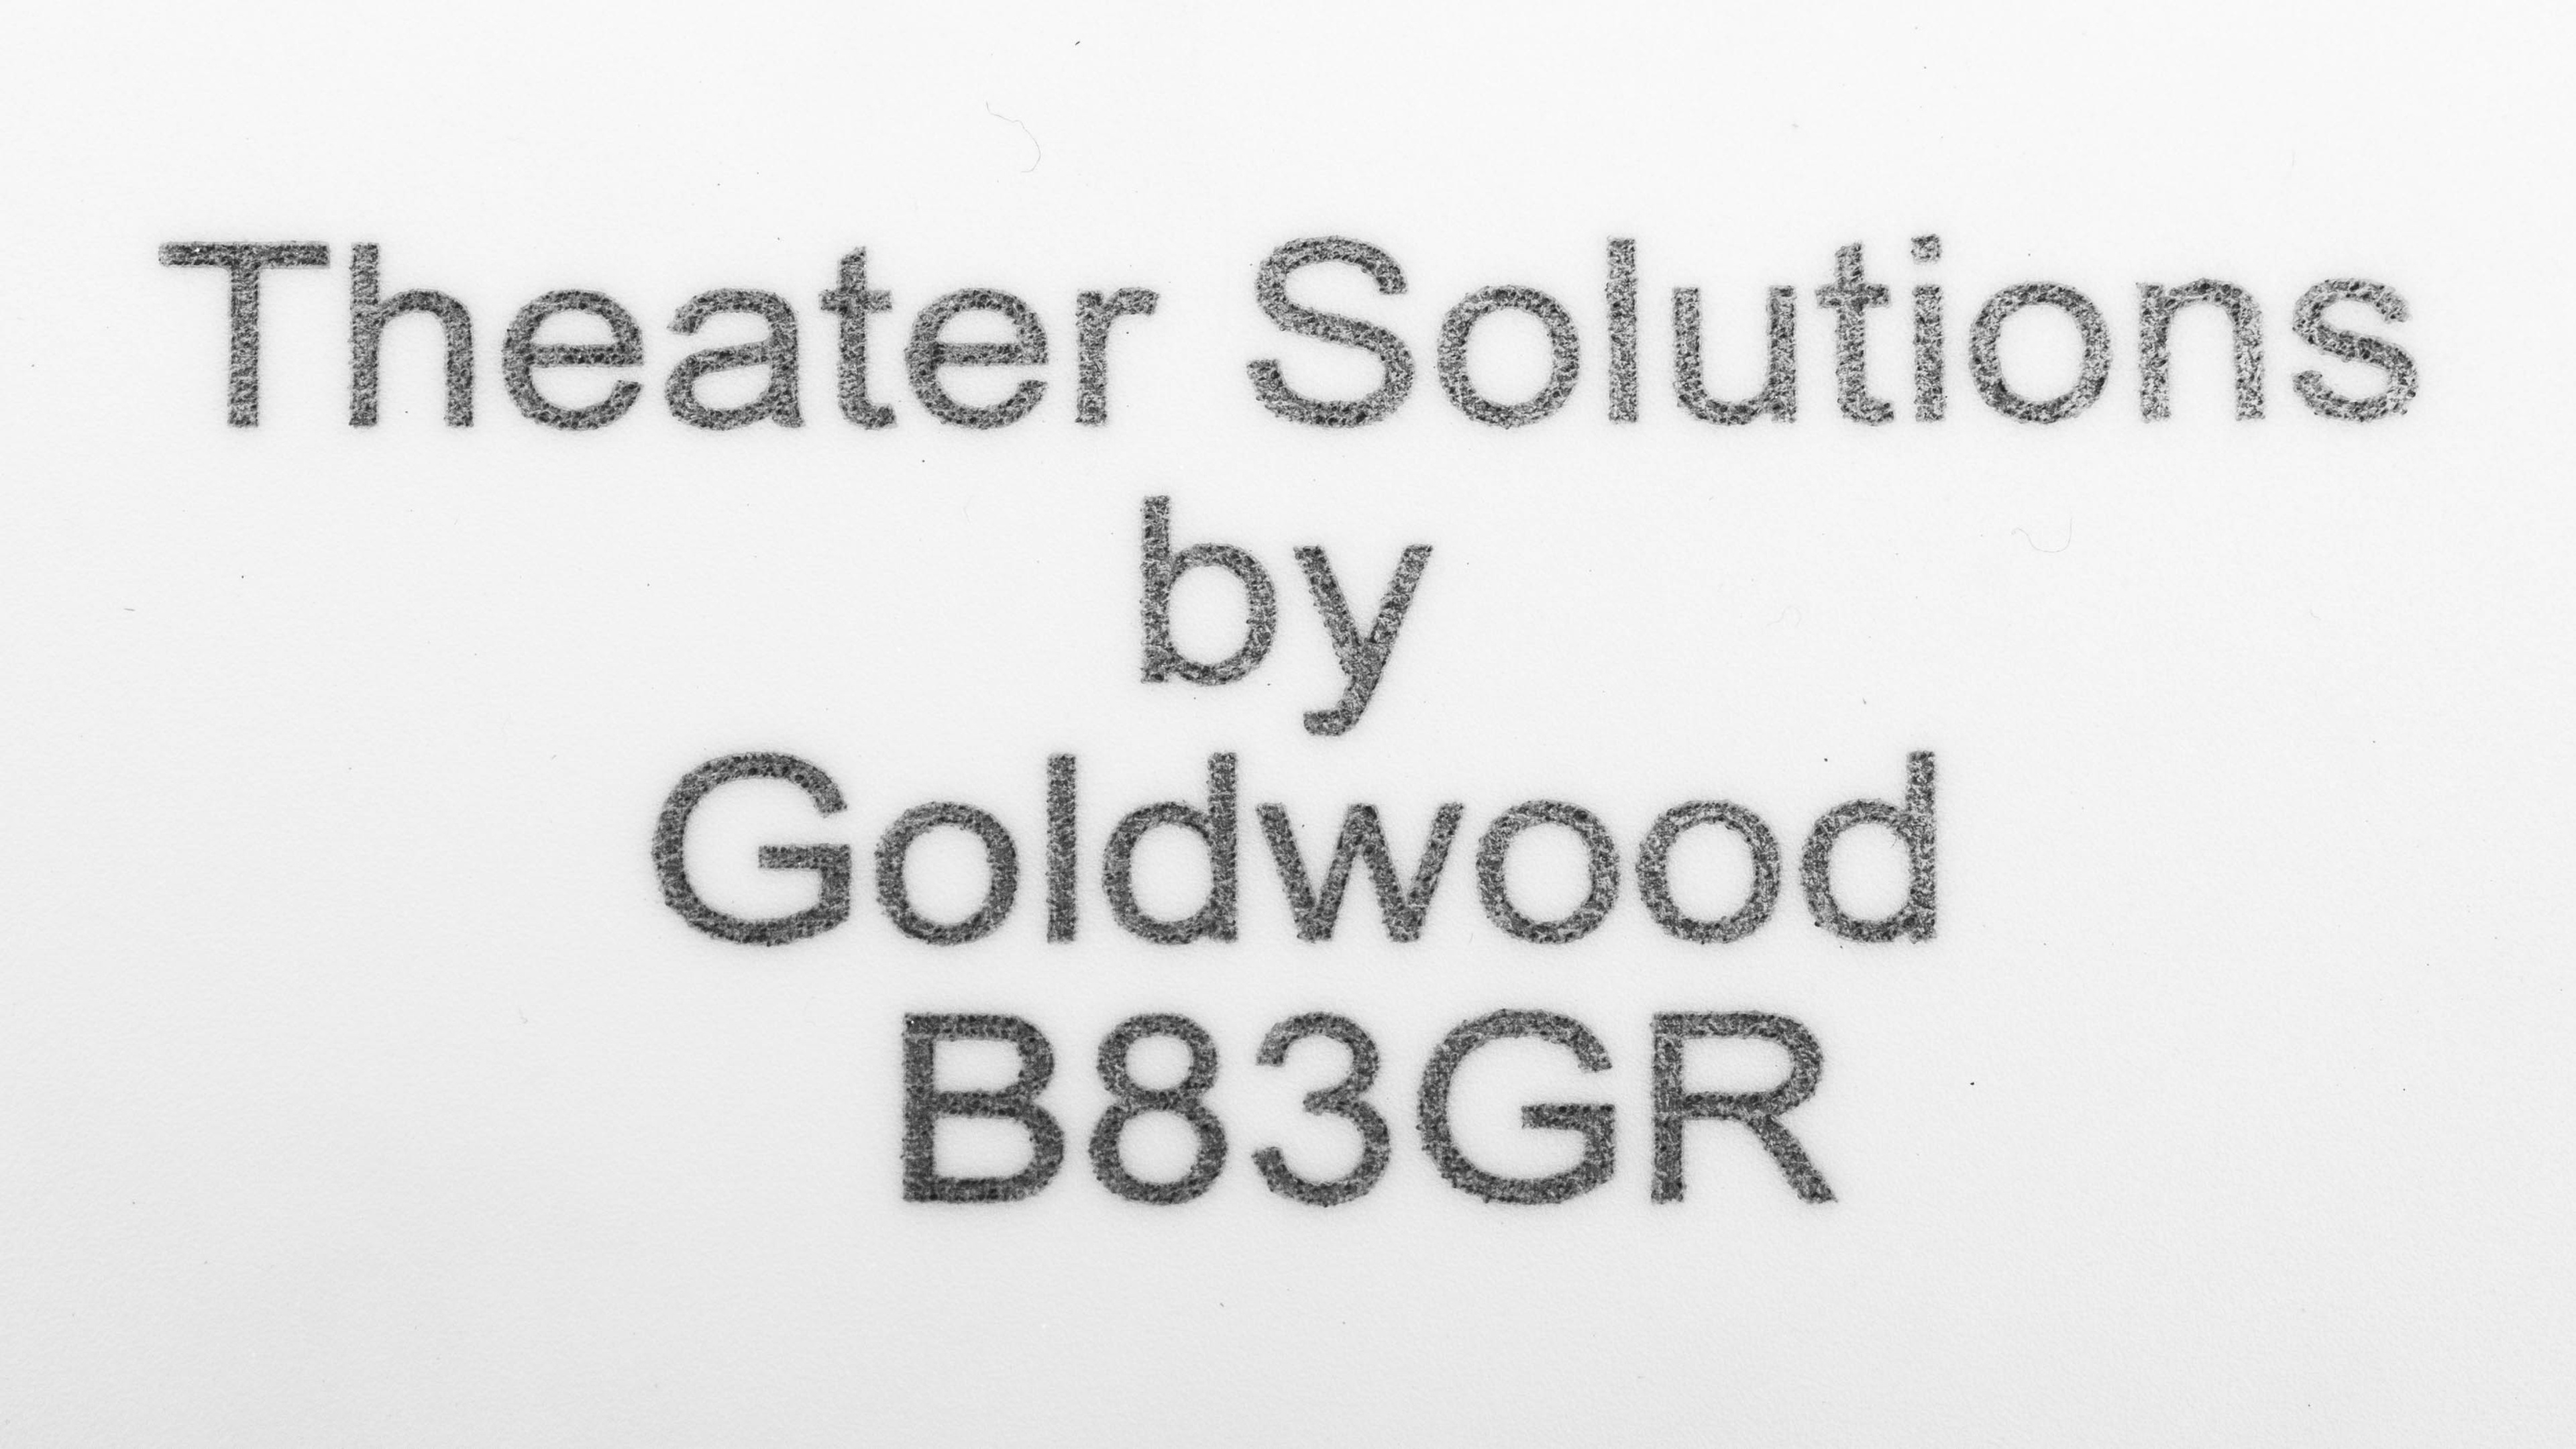 Theater Solutions
by
Goldwood
B83GR